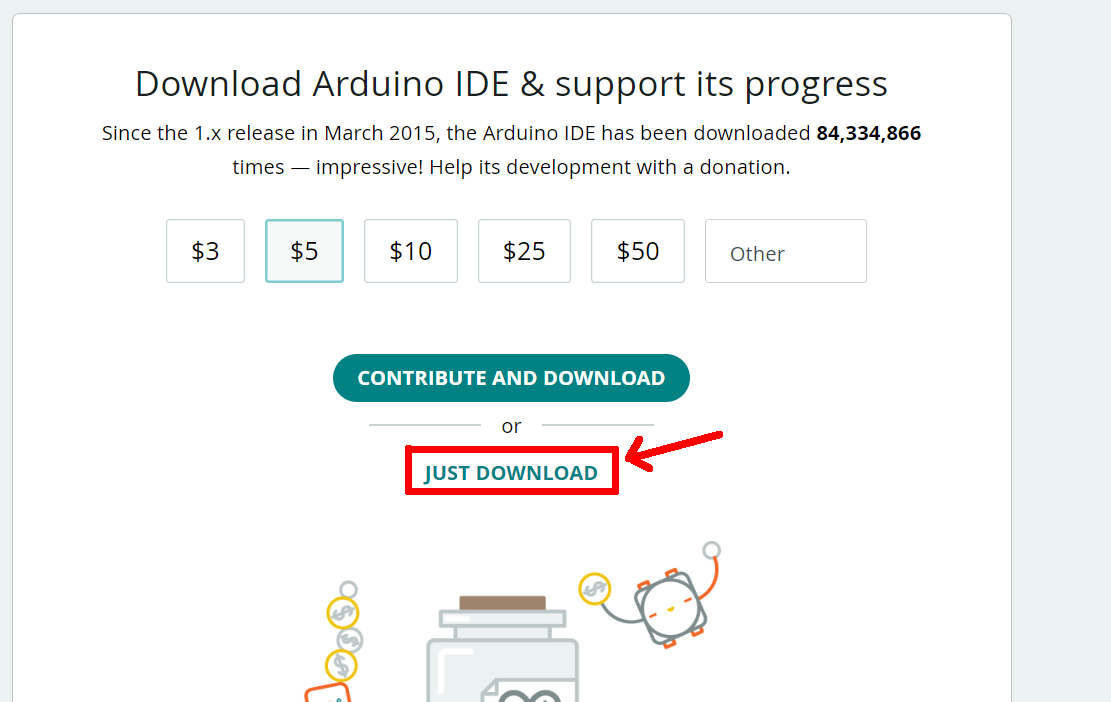 Download Arduino IDE & support its progress
Since the 1.x release in March 2015, the Arduino IDE has been downloaded 84,334,866
times — impressive! Help its development with a donation.
$3 $5 $10 $25 $50 Other
CONTRIBUTE AND DOWNLOAD
or
JUST DOWNLOAD